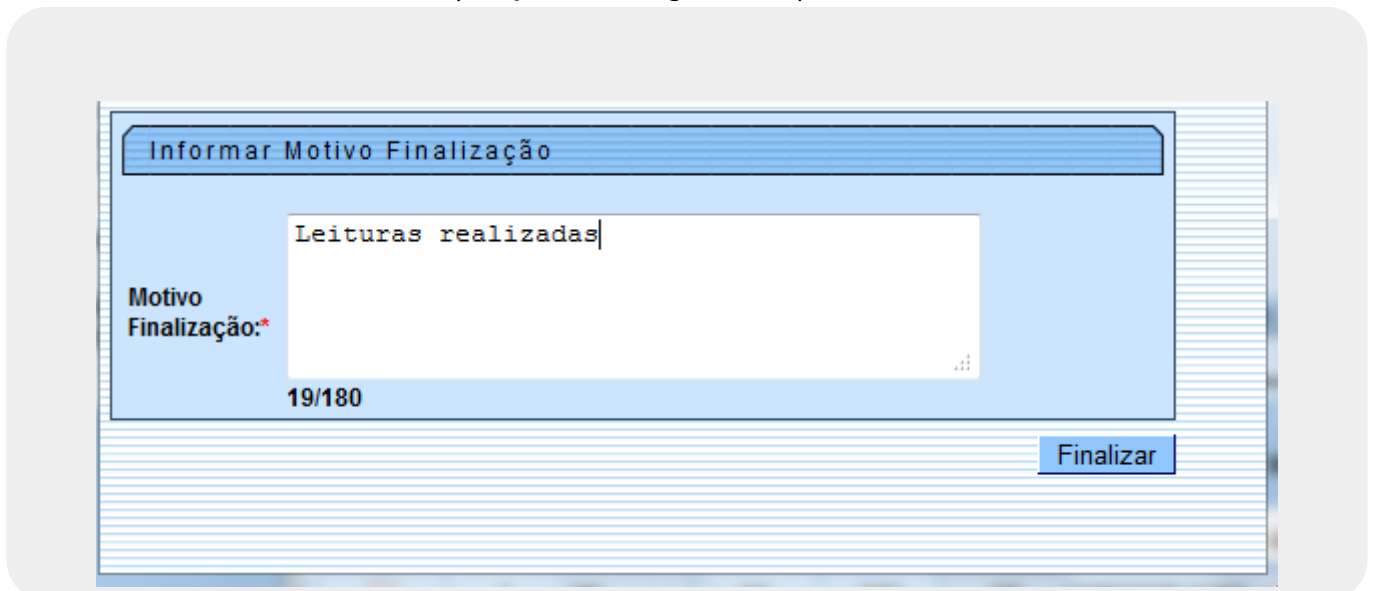 Informar Motivo Finalização
Leituras realizadas
Motivo
Finalização:*
19/180
Finalizar